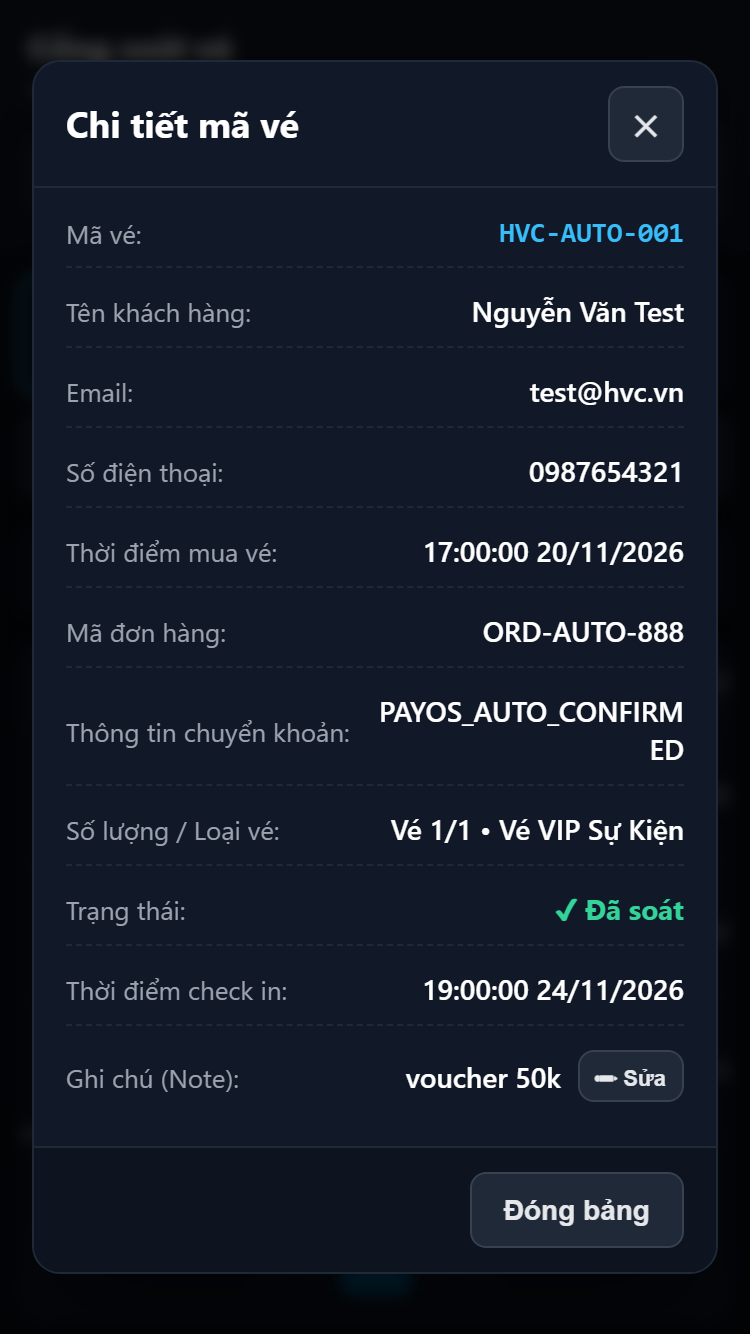 Chi tiết mã vé
Mã vé: HVC-AUTO-001
Tên khách hàng: Nguyễn Văn Test
Email: test@hvc.vn
Số điện thoại: 0987654321
Thời điểm mua vé: 17:00:00 20/11/2026
Mã đơn hàng: ORD-AUTO-888
Thông tin chuyển khoản: PAYOS_AUTO_CONFIRM
ED
Số lượng / Loại vé: Vé 1/1 • Vé VIP Sự Kiện
Trạng thái: ✓ Đã soát
Thời điểm check in: 19:00:00 24/11/2026
Ghi chú (Note): voucher 50k Sửa
Đóng bảng